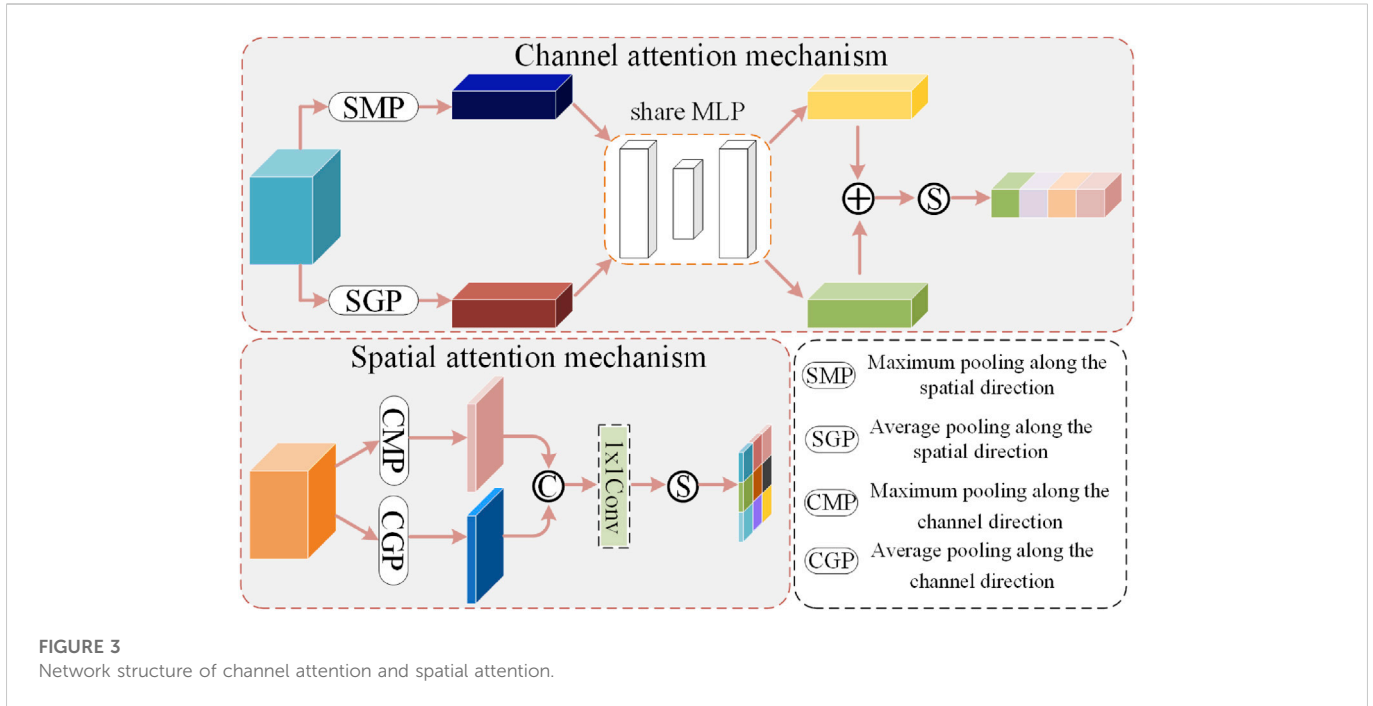 Channel attention mechanism
SMP
share MLP
+
S
SGP
Spatial attention mechanism
CMP
CGP
C
1x1Conv
S
SMP
Maximum pooling along the
spatial direction
SGP
Average pooling along the
spatial direction
CMP
Maximum pooling along the
channel direction
CGP
Average pooling along the
channel direction
FIGURE 3
Network structure of channel attention and spatial attention.